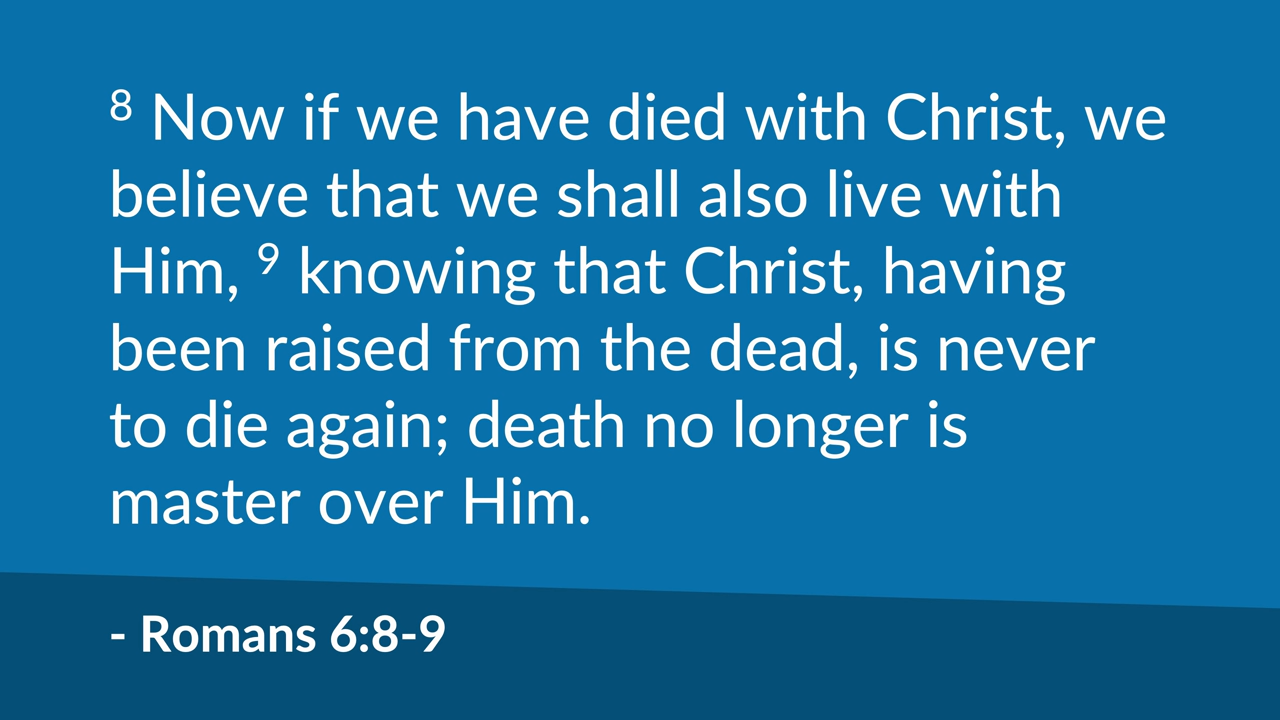 8 Now if we have died with Christ, we
believe that we shall also live with
Him, 9 knowing that Christ, having
been raised from the dead, is never
to die again; death no longer is
master over Him.
- Romans 6:8-9